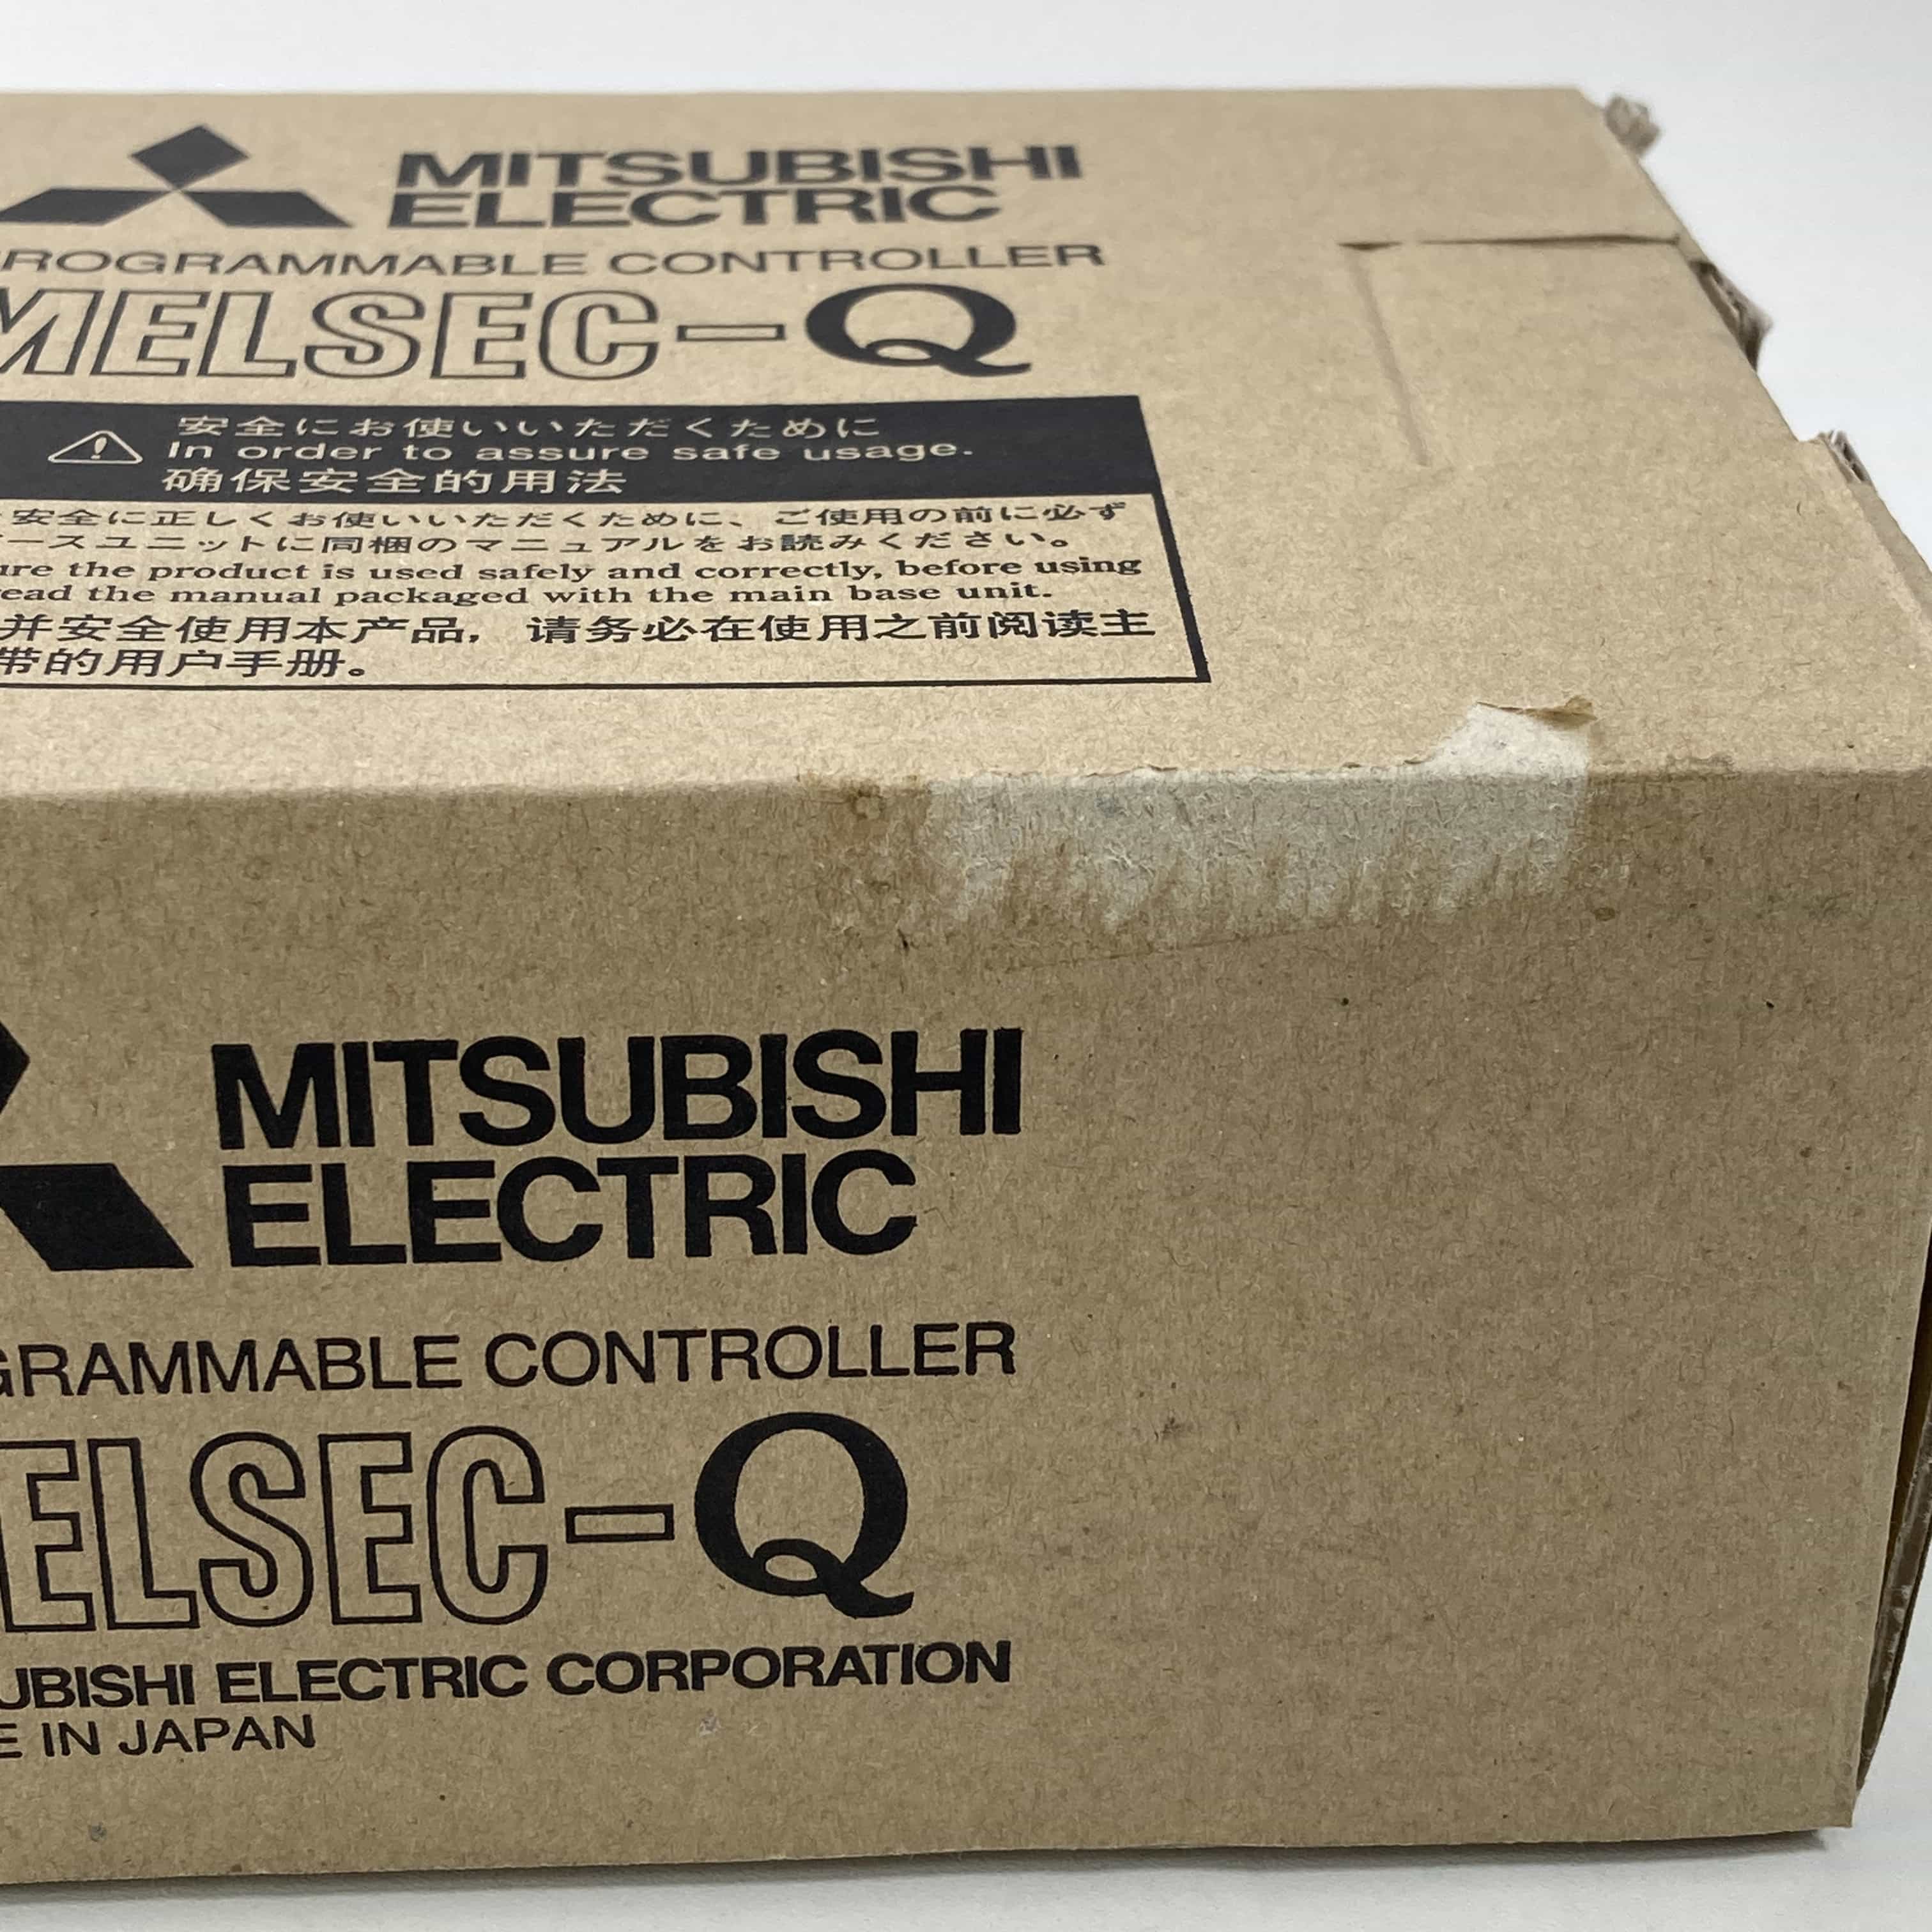 MITSUBISHI
ELECTRIC
ROGRAMMABLE CONTROLLER
MELSEC-Q
安全にお使いいただくために
In order to assure safe usage.
确保安全的用法
安全に正しくお使いいただくために、ご使用の前に必ず
ースユニットに同梱のマニュアルをお読みください。
ure the product is used safely and correctly, before using
ead the manual packaged with the main base unit.
并安全使用本产品，请务必在使用之前阅读主
带的用户手册。
MITSUBISHI
ELECTRIC
GRAMMABLE CONTROLLER
ELSEC-Q
UBISHI ELECTRIC CORPORATION
E IN JAPAN